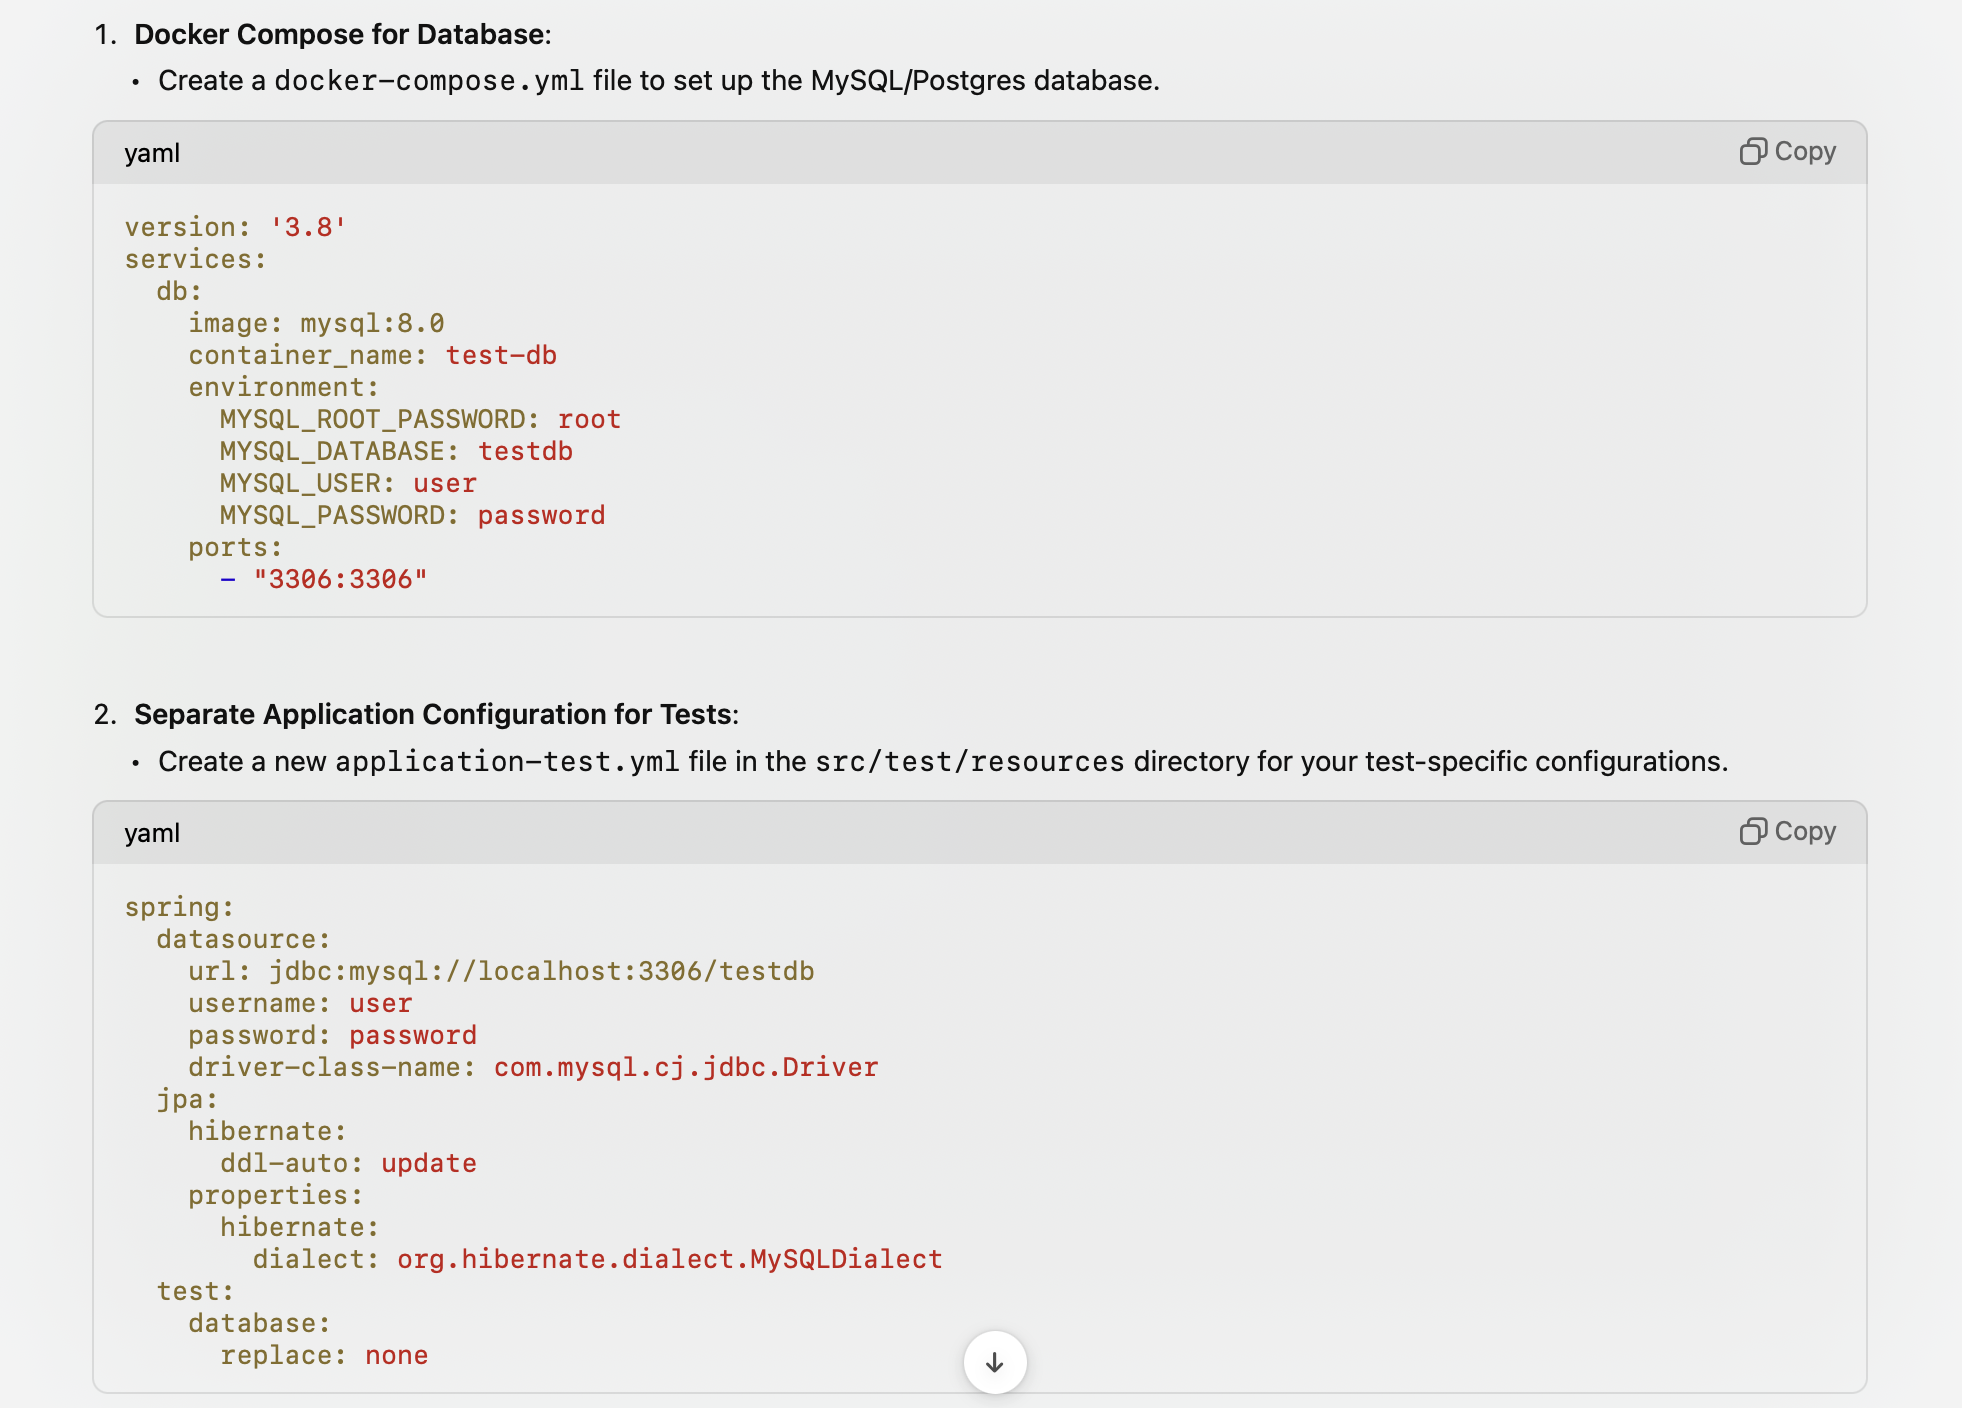 1. Docker Compose for Database:
• Create a docker-compose.yml file to set up the MySQL/Postgres database.
yaml
Copy
version: '3.8'
services:
  db:
    image: mysql:8.0
    container_name: test-db
    environment:
      MYSQL_ROOT_PASSWORD: root
      MYSQL_DATABASE: testdb
      MYSQL_USER: user
      MYSQL_PASSWORD: password
    ports:
      - "3306:3306"
2. Separate Application Configuration for Tests:
• Create a new application-test.yml file in the src/test/resources directory for your test-specific configurations.
yaml
Copy
spring:
  datasource:
    url: jdbc:mysql://localhost:3306/testdb
    username: user
    password: password
    driver-class-name: com.mysql.cj.jdbc.Driver
  jpa:
    hibernate:
      ddl-auto: update
    properties:
      hibernate:
        dialect: org.hibernate.dialect.MySQLDialect
  test:
    database:
      replace: none